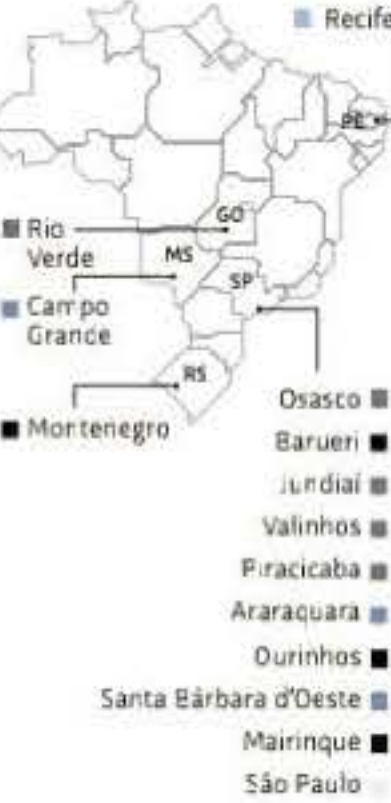 Recife
PE
GO
Rio
Verde
MS
SP
Campo
Grande
RS
Montenegro
Osasco
Barueri
Jundiaí
Valinhos
Piracicaba
Araraquara
Ourinhos
Santa Bárbara d'Oeste
Mairinque
São Paulo